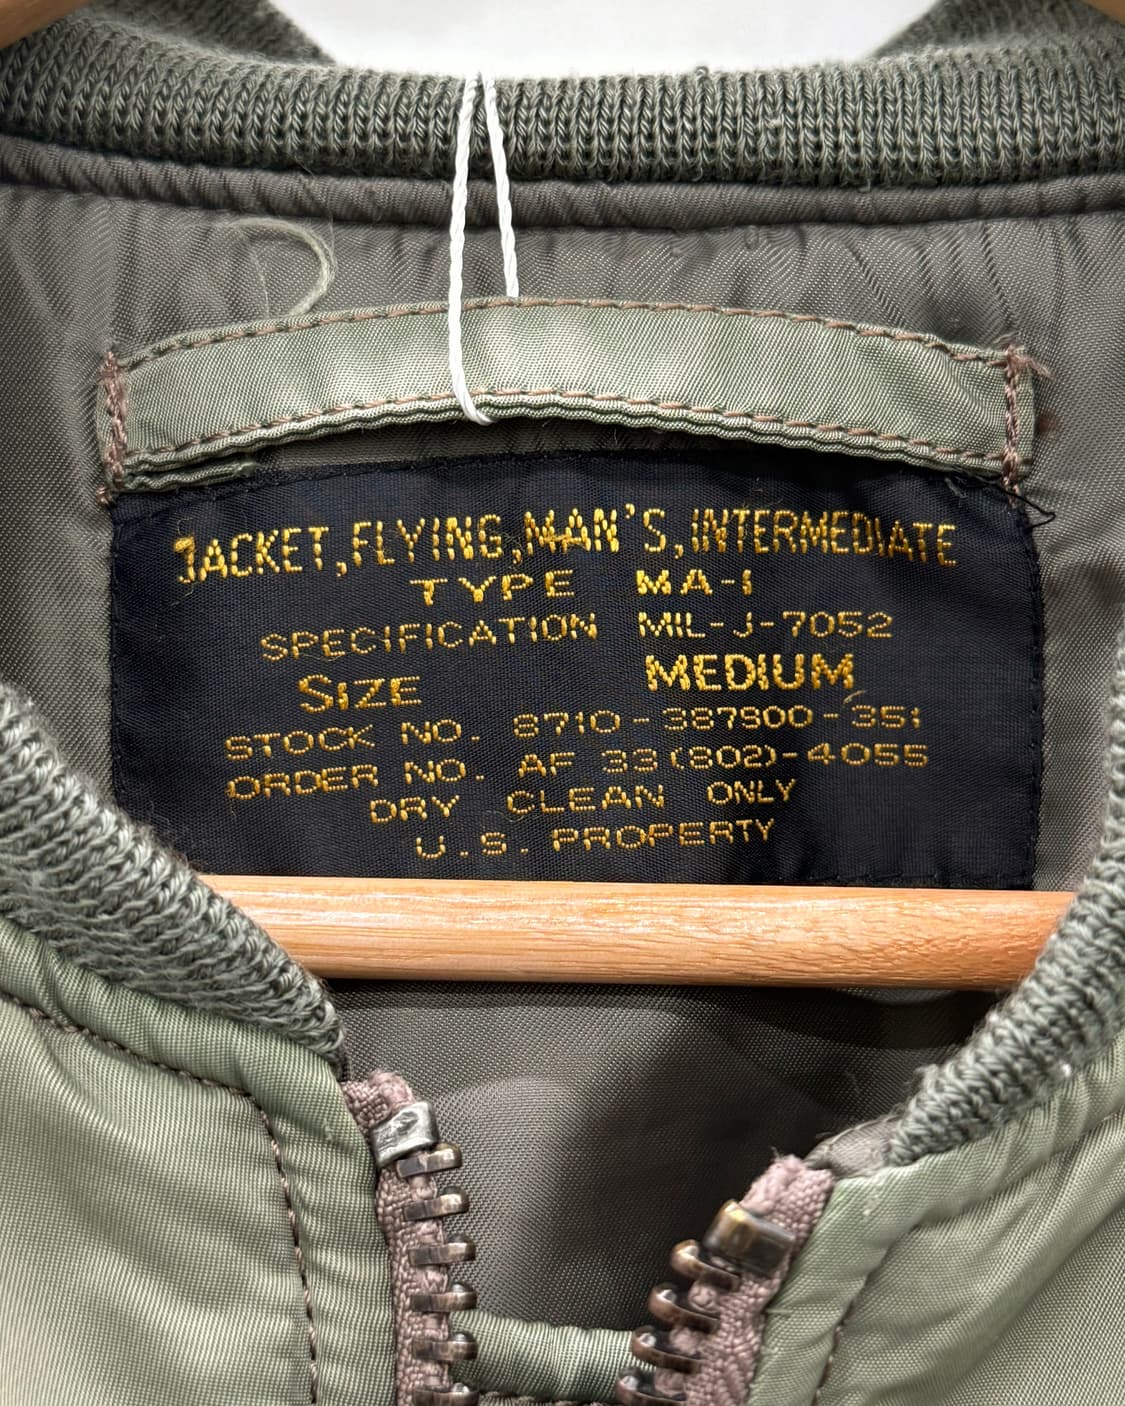 JACKET,FLYING,MAN'S,INTERMEDIATE
TYPE MA-1
SPECIFICATION MIL-J-7052
SIZE MEDIUM
STOCK NO. 8710-387900-351
ORDER NO. AF 33(802)-4055
DRY CLEAN ONLY
U.S. PROPERTY